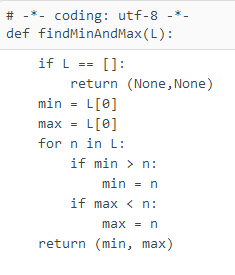 # -*- coding: utf-8 -*-
def findMinAndMax(L):
    if L == []:
        return (None,None)
    min = L[0]
    max = L[0]
    for n in L:
        if min > n:
            min = n
        if max < n:
            max = n
    return (min, max)